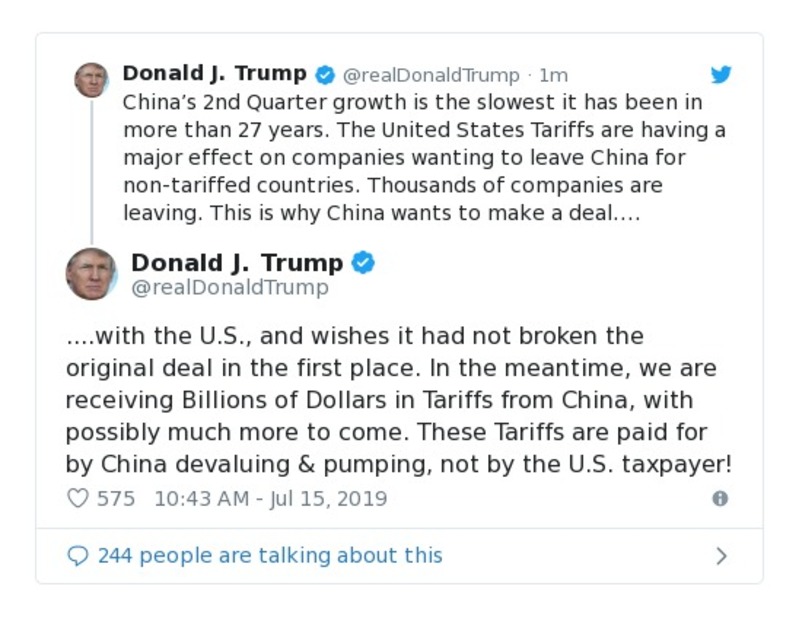 Donald J. Trump @realDonaldTrump · 1m
China’s 2nd Quarter growth is the slowest it has been in
more than 27 years. The United States Tariffs are having a
major effect on companies wanting to leave China for
non-tariffed countries. Thousands of companies are
leaving. This is why China wants to make a deal....
Donald J. Trump
@realDonaldTrump
....with the U.S., and wishes it had not broken the
original deal in the first place. In the meantime, we are
receiving Billions of Dollars in Tariffs from China, with
possibly much more to come. These Tariffs are paid for
by China devaluing & pumping, not by the U.S. taxpayer!
575 10:43 AM - Jul 15, 2019
244 people are talking about this